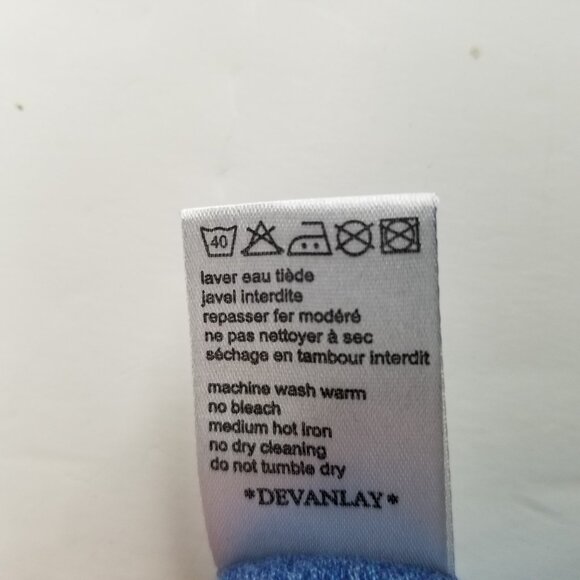 40
laver eau tiède
javel interdite
repasser fer modéré
ne pas nettoyer à sec
séchage en tambour interdit
machine wash warm
no bleach
medium hot iron
no dry cleaning
do not tumble dry
*DEVANLAY*